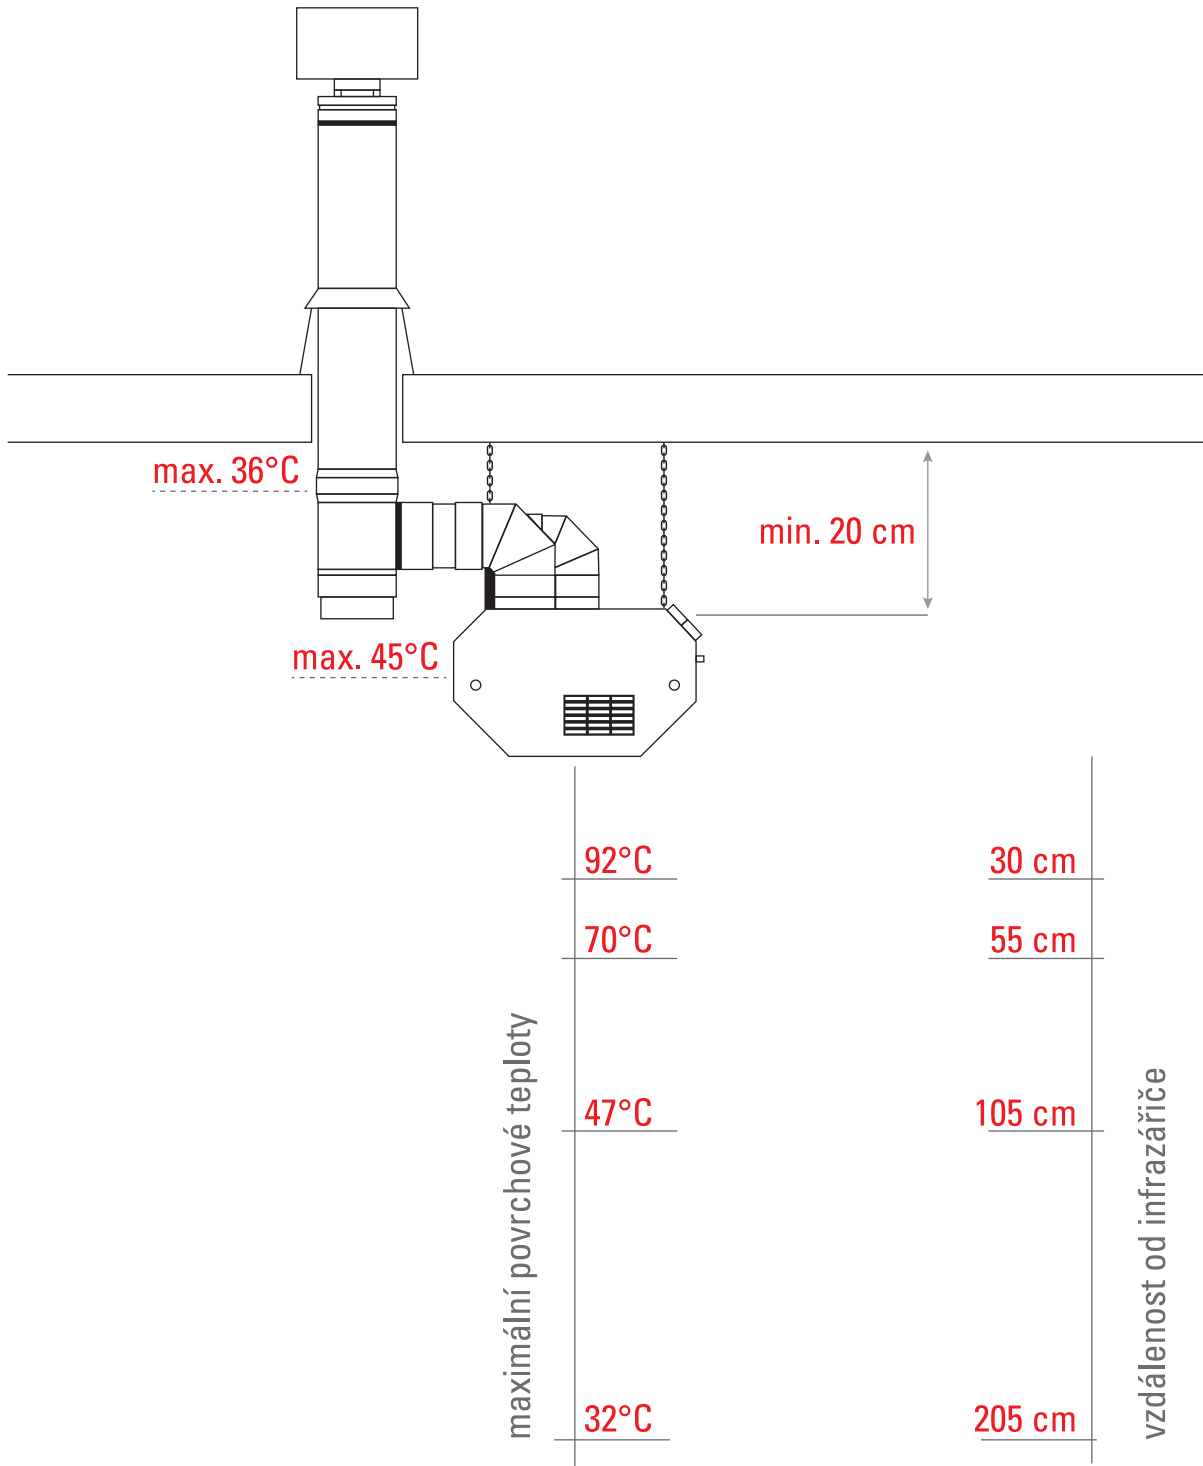 max. 36°C
min. 20 cm
max. 45°C
92°C
30 cm
70°C
55 cm
47°C
105 cm
32°C
205 cm
maximální povrchové teploty
vzdálenost od infrazářiče